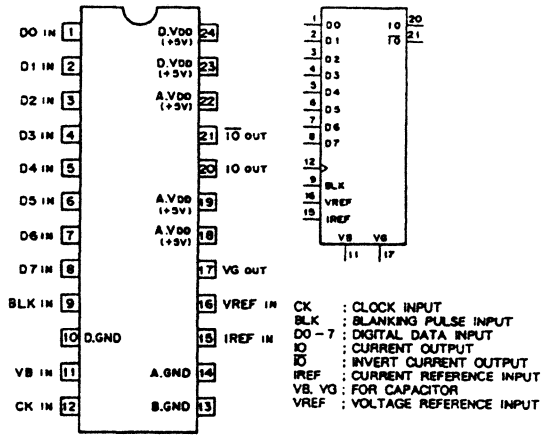 D0 IN 1
D1 IN 2
D2 IN 3
D3 IN 4
D4 IN 5
D5 IN 6
D6 IN 7
D7 IN 8
BLK IN 9
10 D.GND
VB IN 11
CK IN 12
D.VDD 24
(+5V)
D.VDD 23
(+5V)
A.VDD 22
(+5V)
21 IO OUT
20 IO OUT
A.VDD 19
(+5V)
A.VDD 18
(+5V)
17 VG OUT
16 VREF IN
15 IREF IN
A.GND 14
B.GND 13
1 D0 IO 20
2 D1 IO 21
3 D2
4 D3
5 D4
6 D5
7 D6
8 D7
12
9 BLK
16 VREF
15 IREF
VB VG
11 17
CK : CLOCK INPUT
BLK : BLANKING PULSE INPUT
D0-7 : DIGITAL DATA INPUT
IO : CURRENT OUTPUT
IO : INVERT CURRENT OUTPUT
IREF : CURRENT REFERENCE INPUT
VB, VG : FOR CAPACITOR
VREF : VOLTAGE REFERENCE INPUT